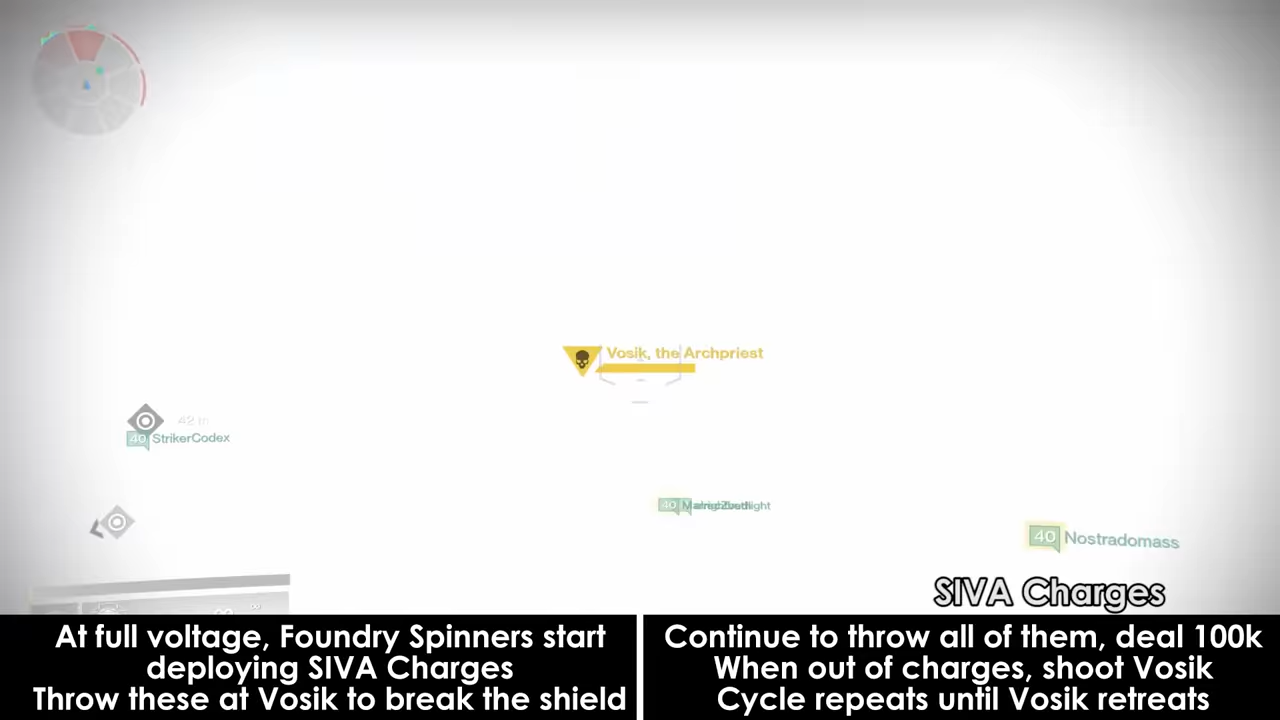 Vosik, the Archpriest
42 m
40 StrikerCodex
40
40 Nostradomass
SIVA Charges
At full voltage, Foundry Spinners start
deploying SIVA Charges
Throw these at Vosik to break the shield
Continue to throw all of them, deal 100k
When out of charges, shoot Vosik
Cycle repeats until Vosik retreats